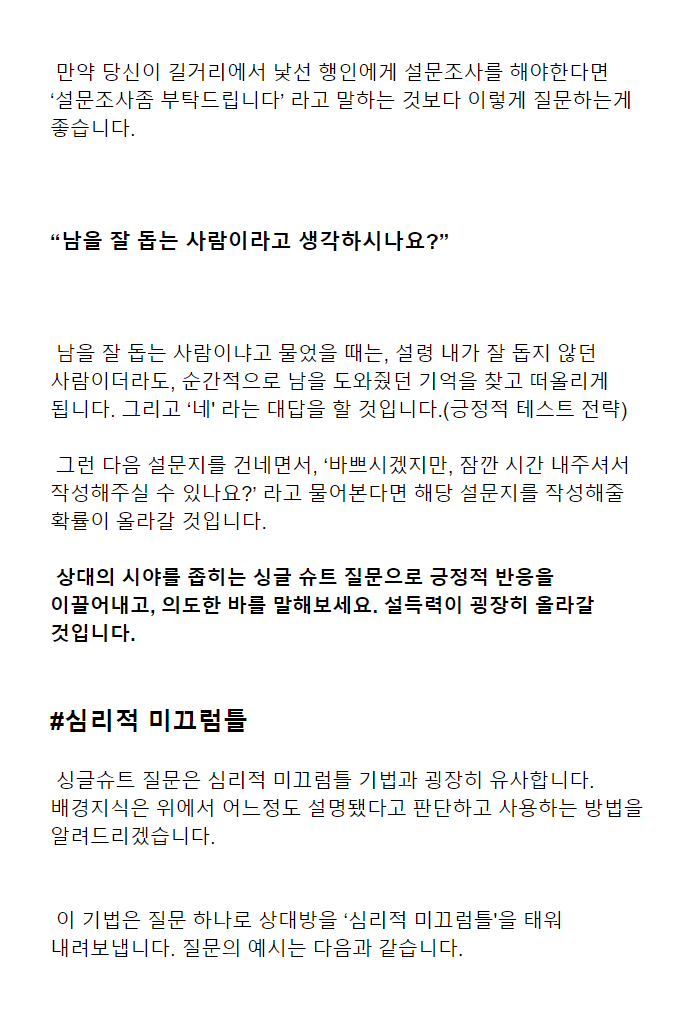 만약 당신이 길거리에서 낯선 행인에게 설문조사를 해야한다면
‘설문조사좀 부탁드립니다’ 라고 말하는 것보다 이렇게 질문하는게
좋습니다.
“남을 잘 돕는 사람이라고 생각하시나요?”
남을 잘 돕는 사람이냐고 물었을 때는, 설령 내가 잘 돕지 않던
사람이더라도, 순간적으로 남을 도와줬던 기억을 찾고 떠올리게
됩니다. 그리고 ‘네' 라는 대답을 할 것입니다.(긍정적 테스트 전략)
그런 다음 설문지를 건네면서, ‘바쁘시겠지만, 잠깐 시간 내주셔서
작성해주실 수 있나요?’ 라고 물어본다면 해당 설문지를 작성해줄
확률이 올라갈 것입니다.
상대의 시야를 좁히는 싱글 슈트 질문으로 긍정적 반응을
이끌어내고, 의도한 바를 말해보세요. 설득력이 굉장히 올라갈
것입니다.
#심리적 미끄럼틀
싱글슈트 질문은 심리적 미끄럼틀 기법과 굉장히 유사합니다.
배경지식은 위에서 어느정도 설명됐다고 판단하고 사용하는 방법을
알려드리겠습니다.
이 기법은 질문 하나로 상대방을 ‘심리적 미끄럼틀'을 태워
내려보냅니다. 질문의 예시는 다음과 같습니다.